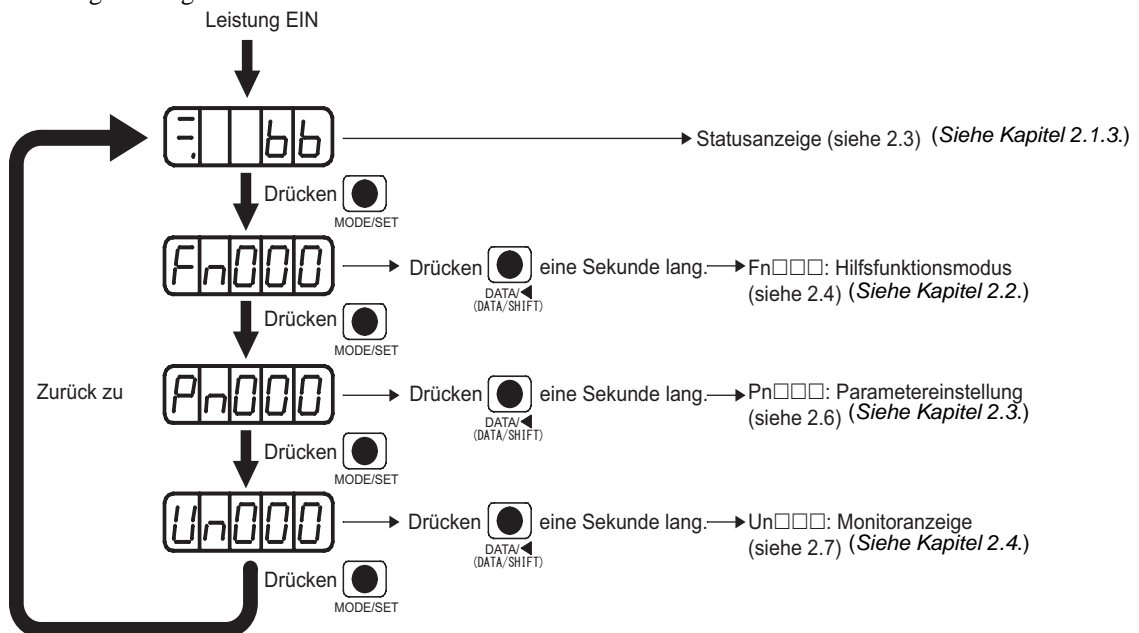 Leistung EIN
bb
Statusanzeige (siehe 2.3) (Siehe Kapitel 2.1.3.)
Drücken
MODE/SET
Fn000
Drücken eine Sekunde lang.
DATA/◀
(DATA/SHIFT)
Fn□□□: Hilfsfunktionsmodus
(siehe 2.4) (Siehe Kapitel 2.2.)
Drücken
MODE/SET
Zurück zu
Pn000
Drücken eine Sekunde lang.
DATA/◀
(DATA/SHIFT)
Pn□□□: Parametereinstellung
(siehe 2.6) (Siehe Kapitel 2.3.)
Drücken
MODE/SET
Un000
Drücken eine Sekunde lang.
DATA/◀
(DATA/SHIFT)
Un□□□: Monitoranzeige
(siehe 2.7) (Siehe Kapitel 2.4.)
Drücken
MODE/SET